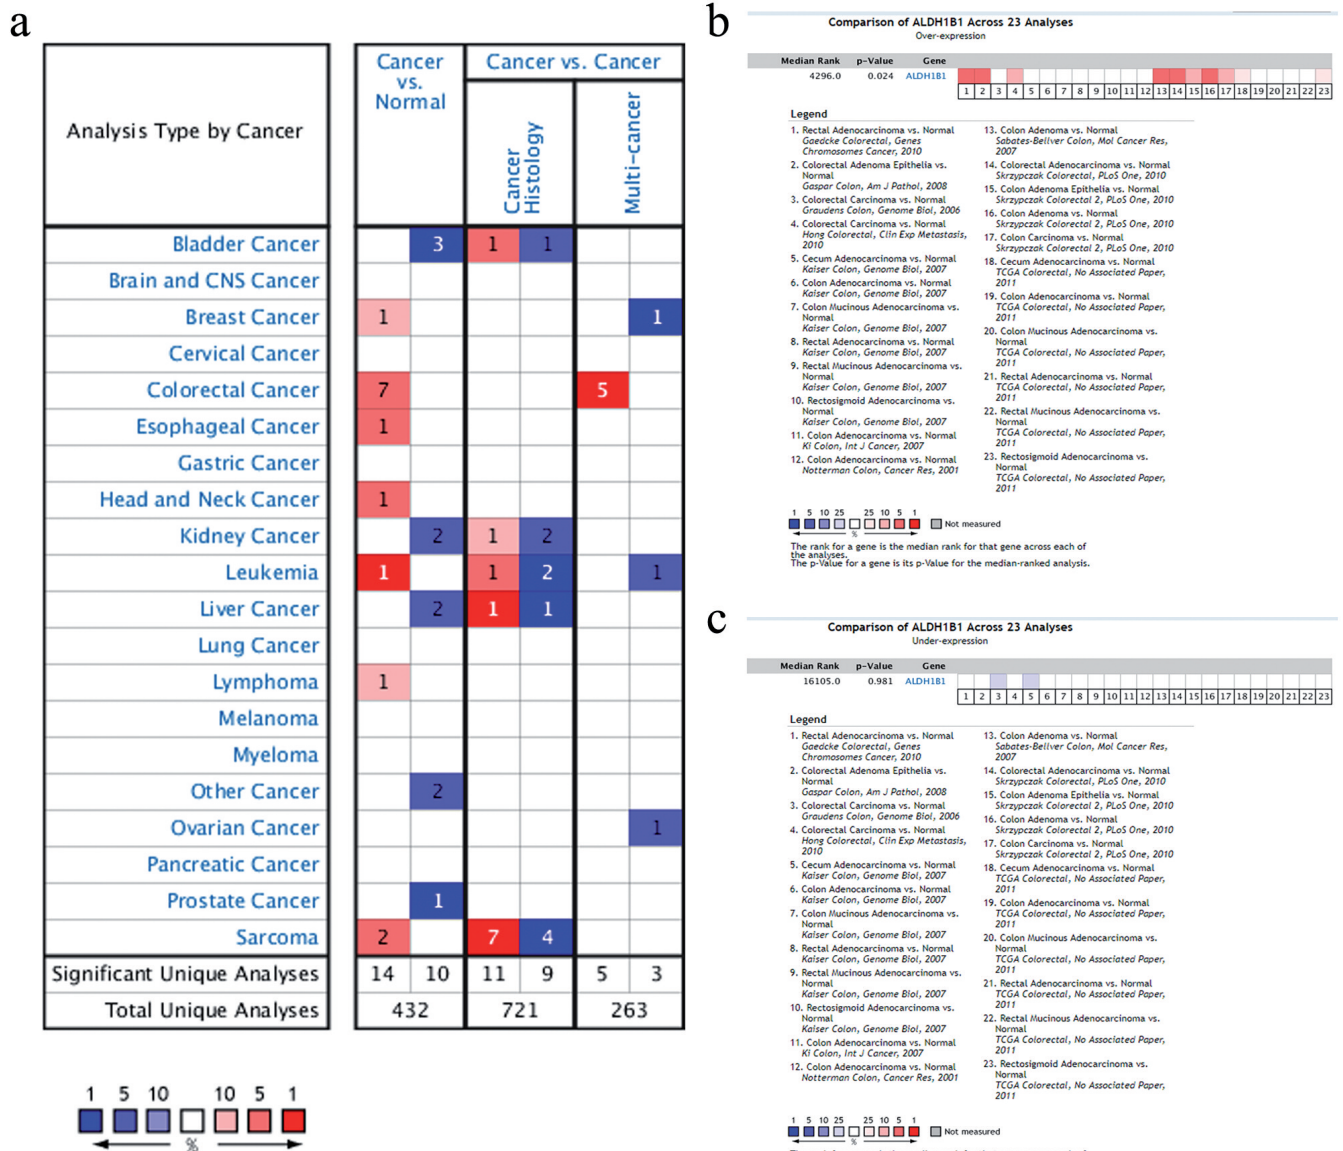 a
Analysis Type by Cancer
Cancer
vs.
Normal
Cancer vs. Cancer
Cancer
Histology
Multi-cancer
Bladder Cancer 3 1 1
Brain and CNS Cancer
Breast Cancer 1 1
Cervical Cancer
Colorectal Cancer 7 5
Esophageal Cancer 1
Gastric Cancer
Head and Neck Cancer 1
Kidney Cancer 2 1 2
Leukemia 1 1 2 1
Liver Cancer 2 1 1
Lung Cancer
Lymphoma 1
Melanoma
Myeloma
Other Cancer 2
Ovarian Cancer 1
Pancreatic Cancer
Prostate Cancer 1
Sarcoma 2 7 4
Significant Unique Analyses 14 10 11 9 5 3
Total Unique Analyses 432 721 263
1 5 10 10 5 1
%
b
Comparison of ALDH1B1 Across 23 Analyses
Over-expression
Median Rank p-Value Gene
4296.0 0.024 ALDH1B1
1 2 3 4 5 6 7 8 9 10 11 12 13 14 15 16 17 18 19 20 21 22 23
Legend
1. Rectal Adenocarcinoma vs. Normal
Gaedcke Colorectal, Genes
Chromosomes Cancer, 2010
2. Colorectal Adenoma Epithelia vs.
Normal
Gaspar Colon, Am J Pathol, 2008
3. Colorectal Carcinoma vs. Normal
Graudens Colon, Genome Biol, 2006
4. Colorectal Carcinoma vs. Normal
Hong Colorectal, Clin Exp Metastasis,
2010
5. Cecum Adenocarcinoma vs. Normal
Kaiser Colon, Genome Biol, 2007
6. Colon Adenocarcinoma vs. Normal
Kaiser Colon, Genome Biol, 2007
7. Colon Mucinous Adenocarcinoma vs.
Normal
Kaiser Colon, Genome Biol, 2007
8. Rectal Adenocarcinoma vs. Normal
Kaiser Colon, Genome Biol, 2007
9. Rectal Mucinous Adenocarcinoma vs.
Normal
Kaiser Colon, Genome Biol, 2007
10. Rectosigmoid Adenocarcinoma vs.
Normal
Kaiser Colon, Genome Biol, 2007
11. Colon Adenocarcinoma vs. Normal
Ki Colon, Int J Cancer, 2007
12. Colon Adenocarcinoma vs. Normal
Notterman Colon, Cancer Res, 2001
13. Colon Adenoma vs. Normal
Sabates-Bellver Colon, Mol Cancer Res,
2007
14. Colorectal Adenocarcinoma vs. Normal
Skrzypczak Colorectal, PLoS One, 2010
15. Colon Adenoma Epithelia vs. Normal
Skrzypczak Colorectal 2, PLoS One, 2010
16. Colon Adenoma vs. Normal
Skrzypczak Colorectal 2, PLoS One, 2010
17. Colon Carcinoma vs. Normal
Skrzypczak Colorectal 2, PLoS One, 2010
18. Cecum Adenocarcinoma vs. Normal
TCGA Colorectal, No Associated Paper,
2011
19. Colon Adenocarcinoma vs. Normal
TCGA Colorectal, No Associated Paper,
2011
20. Colon Mucinous Adenocarcinoma vs.
Normal
TCGA Colorectal, No Associated Paper,
2011
21. Rectal Adenocarcinoma vs. Normal
TCGA Colorectal, No Associated Paper,
2011
22. Rectal Mucinous Adenocarcinoma vs.
Normal
TCGA Colorectal, No Associated Paper,
2011
23. Rectosigmoid Adenocarcinoma vs.
Normal
TCGA Colorectal, No Associated Paper,
2011
1 5 10 25 25 10 5 1 Not measured
%
The rank for a gene is the median rank for that gene across each of
the analyses.
The p-Value for a gene is its p-Value for the median-ranked analysis.
c
Comparison of ALDH1B1 Across 23 Analyses
Under-expression
Median Rank p-Value Gene
16105.0 0.981 ALDH1B1
1 2 3 4 5 6 7 8 9 10 11 12 13 14 15 16 17 18 19 20 21 22 23
Legend
1. Rectal Adenocarcinoma vs. Normal
Gaedcke Colorectal, Genes
Chromosomes Cancer, 2010
2. Colorectal Adenoma Epithelia vs.
Normal
Gaspar Colon, Am J Pathol, 2008
3. Colorectal Carcinoma vs. Normal
Graudens Colon, Genome Biol, 2006
4. Colorectal Carcinoma vs. Normal
Hong Colorectal, Clin Exp Metastasis,
2010
5. Cecum Adenocarcinoma vs. Normal
Kaiser Colon, Genome Biol, 2007
6. Colon Adenocarcinoma vs. Normal
Kaiser Colon, Genome Biol, 2007
7. Colon Mucinous Adenocarcinoma vs.
Normal
Kaiser Colon, Genome Biol, 2007
8. Rectal Adenocarcinoma vs. Normal
Kaiser Colon, Genome Biol, 2007
9. Rectal Mucinous Adenocarcinoma vs.
Normal
Kaiser Colon, Genome Biol, 2007
10. Rectosigmoid Adenocarcinoma vs.
Normal
Kaiser Colon, Genome Biol, 2007
11. Colon Adenocarcinoma vs. Normal
Ki Colon, Int J Cancer, 2007
12. Colon Adenocarcinoma vs. Normal
Notterman Colon, Cancer Res, 2001
13. Colon Adenoma vs. Normal
Sabates-Bellver Colon, Mol Cancer Res,
2007
14. Colorectal Adenocarcinoma vs. Normal
Skrzypczak Colorectal, PLoS One, 2010
15. Colon Adenoma Epithelia vs. Normal
Skrzypczak Colorectal 2, PLoS One, 2010
16. Colon Adenoma vs. Normal
Skrzypczak Colorectal 2, PLoS One, 2010
17. Colon Carcinoma vs. Normal
Skrzypczak Colorectal 2, PLoS One, 2010
18. Cecum Adenocarcinoma vs. Normal
TCGA Colorectal, No Associated Paper,
2011
19. Colon Adenocarcinoma vs. Normal
TCGA Colorectal, No Associated Paper,
2011
20. Colon Mucinous Adenocarcinoma vs.
Normal
TCGA Colorectal, No Associated Paper,
2011
21. Rectal Adenocarcinoma vs. Normal
TCGA Colorectal, No Associated Paper,
2011
22. Rectal Mucinous Adenocarcinoma vs.
Normal
TCGA Colorectal, No Associated Paper,
2011
23. Rectosigmoid Adenocarcinoma vs.
Normal
TCGA Colorectal, No Associated Paper,
2011
1 5 10 25 25 10 5 1 Not measured
%